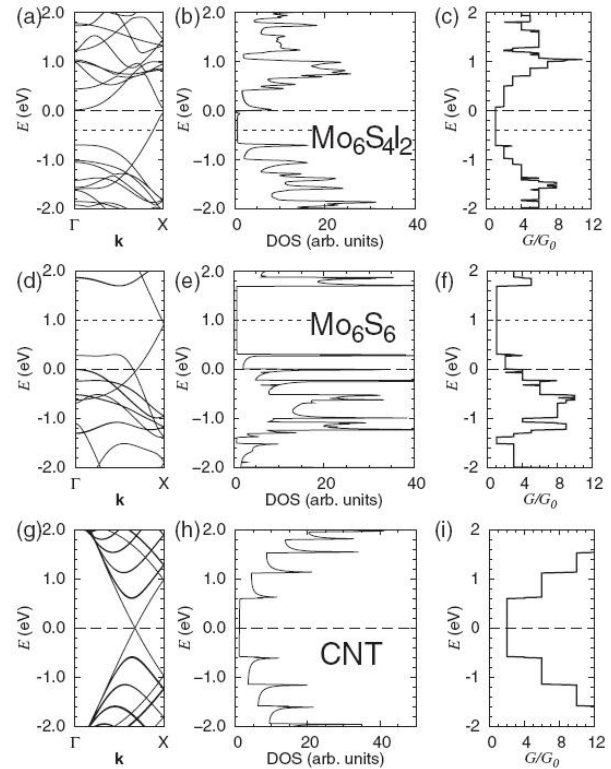 (a) (b) (c)
2.0
1.0
0.0
-1.0
-2.0
E (eV)
Γ k X
2.0
1.0
0.0
-1.0
-2.0
E (eV)
Mo6S4I2
0 20 40
DOS (arb. units)
2.0
1.0
0.0
-1.0
-2.0
E (eV)
0 4 8 12
G/G0
(d) (e) (f)
2.0
1.0
0.0
-1.0
-2.0
E (eV)
Γ k X
2.0
1.0
0.0
-1.0
-2.0
E (eV)
Mo6S6
0 20 40
DOS (arb. units)
2
1
0
-1
-2
E (eV)
0 4 8 12
G/G0
(g) (h) (i)
2.0
1.0
0.0
-1.0
-2.0
E (eV)
Γ k X
2.0
1.0
0.0
-1.0
-2.0
E (eV)
CNT
0 20 40
DOS (arb. units)
2
1
0
-1
-2
E (eV)
0 4 8 12
G/G0